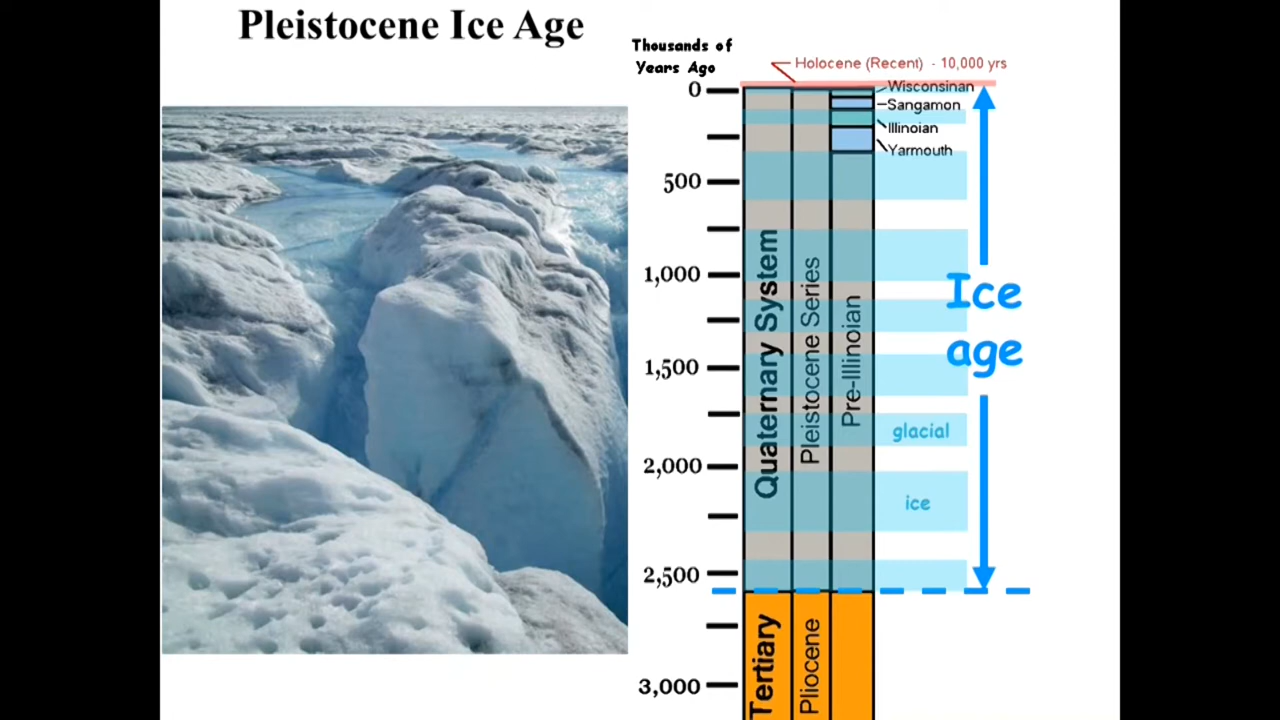 Pleistocene Ice Age
Thousands of
Years Ago
Holocene (Recent) - 10,000 yrs
0
Wisconsinan
Sangamon
Illinoian
Yarmouth
500
1,000
1,500
2,000
2,500
3,000
Quaternary System
Pleistocene Series
Pre-Illinoian
Ice
age
glacial
ice
Tertiary
Pliocene